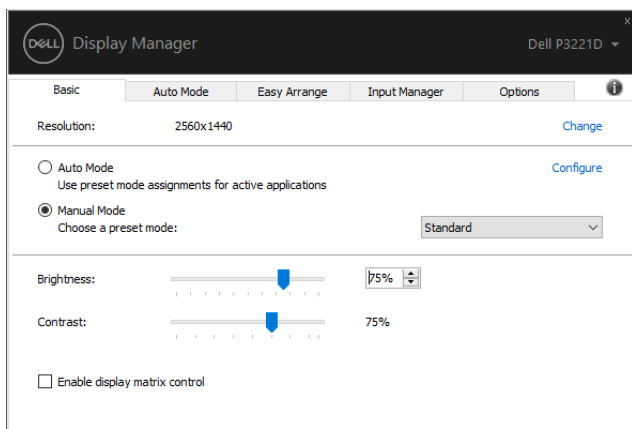 x
DELL Display Manager Dell P3221D
Basic Auto Mode Easy Arrange Input Manager Options i
Resolution: 2560x1440 Change
Auto Mode Configure
Use preset mode assignments for active applications
Manual Mode
Choose a preset mode: Standard
Brightness: 75%
Contrast: 75%
Enable display matrix control